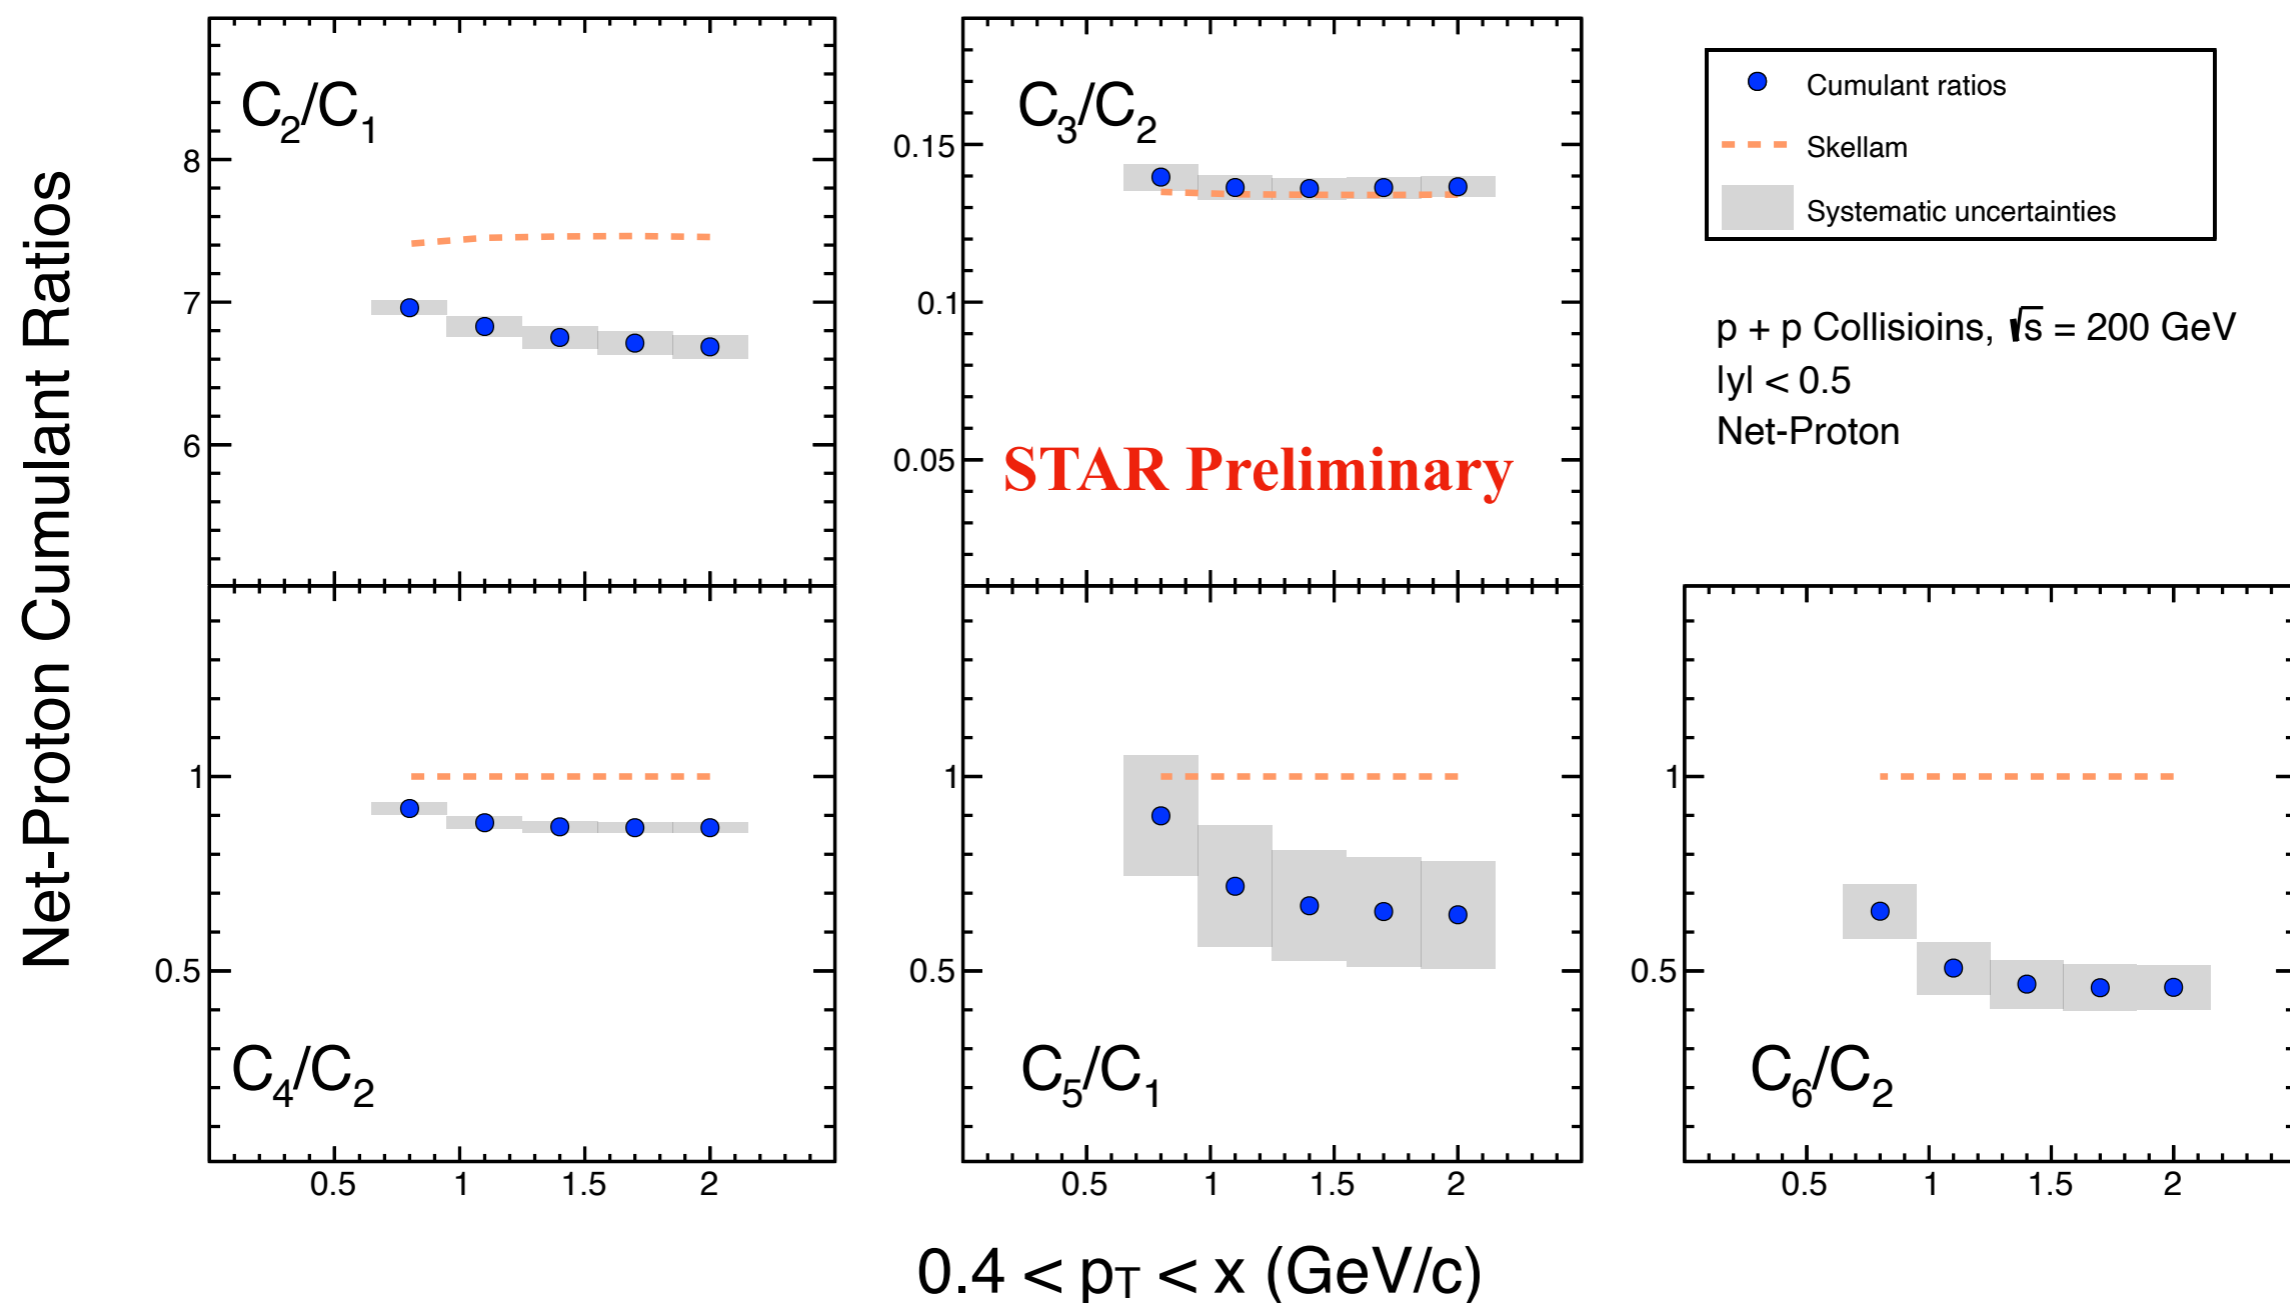 Net-Proton Cumulant Ratios
C2/C1
8
7
6
C3/C2
0.15
0.1
0.05
STAR Preliminary
Cumulant ratios
Skellam
Systematic uncertainties
p + p Collisioins, √s = 200 GeV
|y| < 0.5
Net-Proton
1
0.5
C4/C2
0.5 1 1.5 2
1
0.5
C5/C1
0.5 1 1.5 2
1
0.5
C6/C2
0.5 1 1.5 2
0.4 < pT < x (GeV/c)